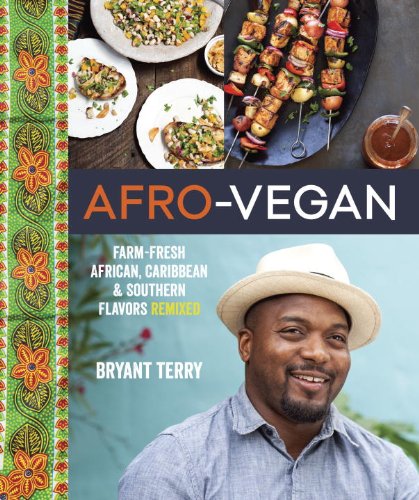 AFRO-VEGAN
FARM-FRESH
AFRICAN, CARIBBEAN
& SOUTHERN
FLAVORS REMIXED
BRYANT TERRY